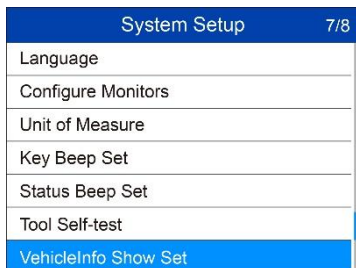 System Setup 7/8
Language
Configure Monitors
Unit of Measure
Key Beep Set
Status Beep Set
Tool Self-test
VehicleInfo Show Set